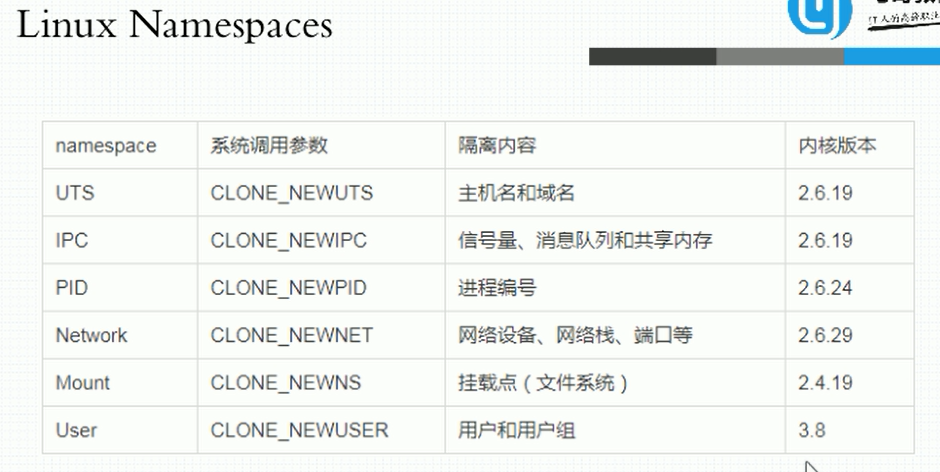 Linux Namespaces
namespace 系统调用参数 隔离内容 内核版本
UTS CLONE_NEWUTS 主机名和域名 2.6.19
IPC CLONE_NEWIPC 信号量、消息队列和共享内存 2.6.19
PID CLONE_NEWPID 进程编号 2.6.24
Network CLONE_NEWNET 网络设备、网络栈、端口等 2.6.29
Mount CLONE_NEWNS 挂载点（文件系统） 2.4.19
User CLONE_NEWUSER 用户和用户组 3.8